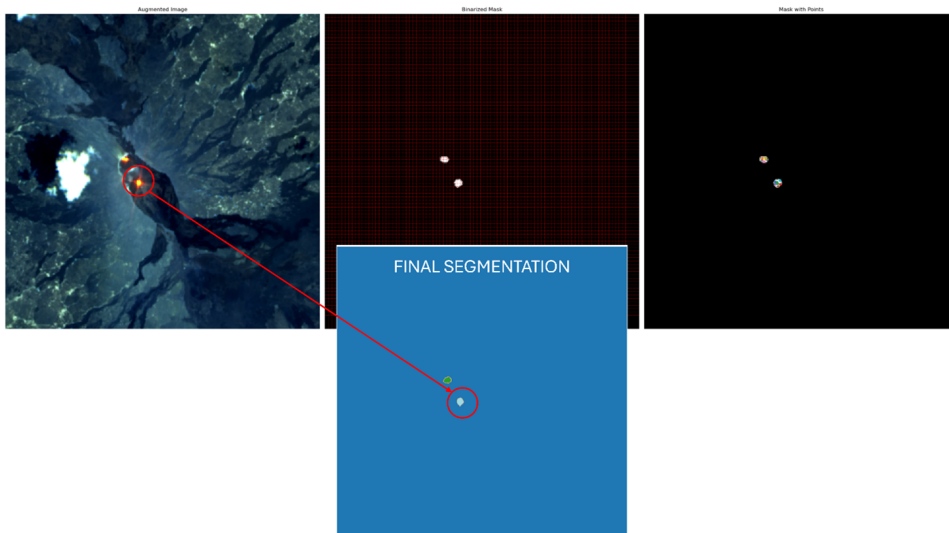 Augmented Image
Binarized Mask
Mask with Points
FINAL SEGMENTATION